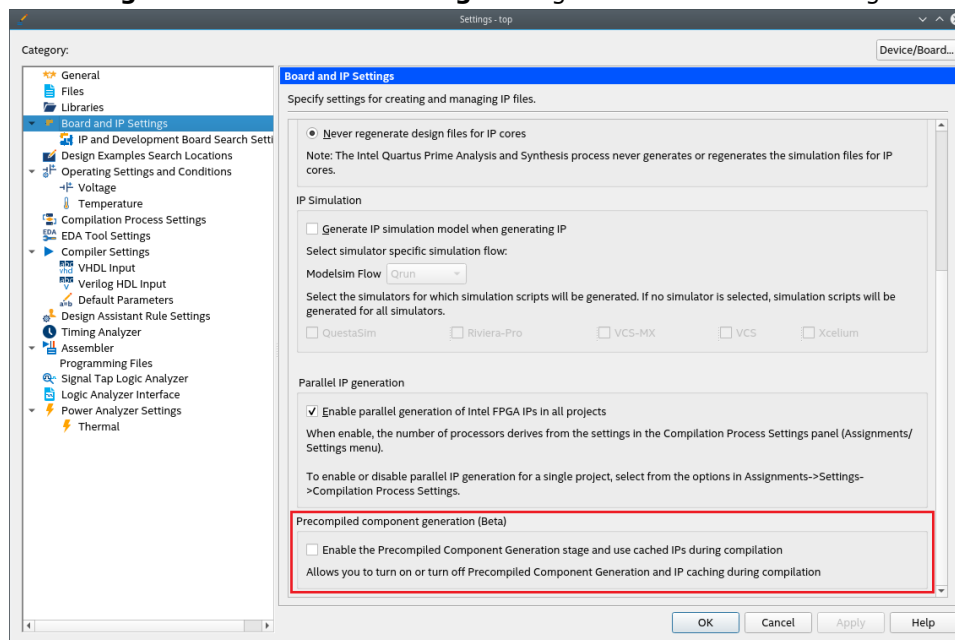 Settings - top
Category:
Device/Board...
General
Files
Libraries
Board and IP Settings
IP and Development Board Search Setti
Design Examples Search Locations
Operating Settings and Conditions
Voltage
Temperature
Compilation Process Settings
EDA Tool Settings
Compiler Settings
VHDL Input
Verilog HDL Input
Default Parameters
Design Assistant Rule Settings
Timing Analyzer
Assembler
Programming Files
Signal Tap Logic Analyzer
Logic Analyzer Interface
Power Analyzer Settings
Thermal
Board and IP Settings
Specify settings for creating and managing IP files.
Never regenerate design files for IP cores
Note: The Intel Quartus Prime Analysis and Synthesis process never generates or regenerates the simulation files for IP
cores.
IP Simulation
Generate IP simulation model when generating IP
Select simulator specific simulation flow:
Modelsim Flow Qrun
Select the simulators for which simulation scripts will be generated. If no simulator is selected, simulation scripts will be
generated for all simulators.
QuestaSim Riviera-Pro VCS-MX VCS Xcelium
Parallel IP generation
Enable parallel generation of Intel FPGA IPs in all projects
When enable, the number of processors derives from the settings in the Compilation Process Settings panel (Assignments/
Settings menu).
To enable or disable parallel IP generation for a single project, select from the options in Assignments->Settings-
>Compilation Process Settings.
Precompiled component generation (Beta)
Enable the Precompiled Component Generation stage and use cached IPs during compilation
Allows you to turn on or turn off Precompiled Component Generation and IP caching during compilation
OK Cancel Apply Help